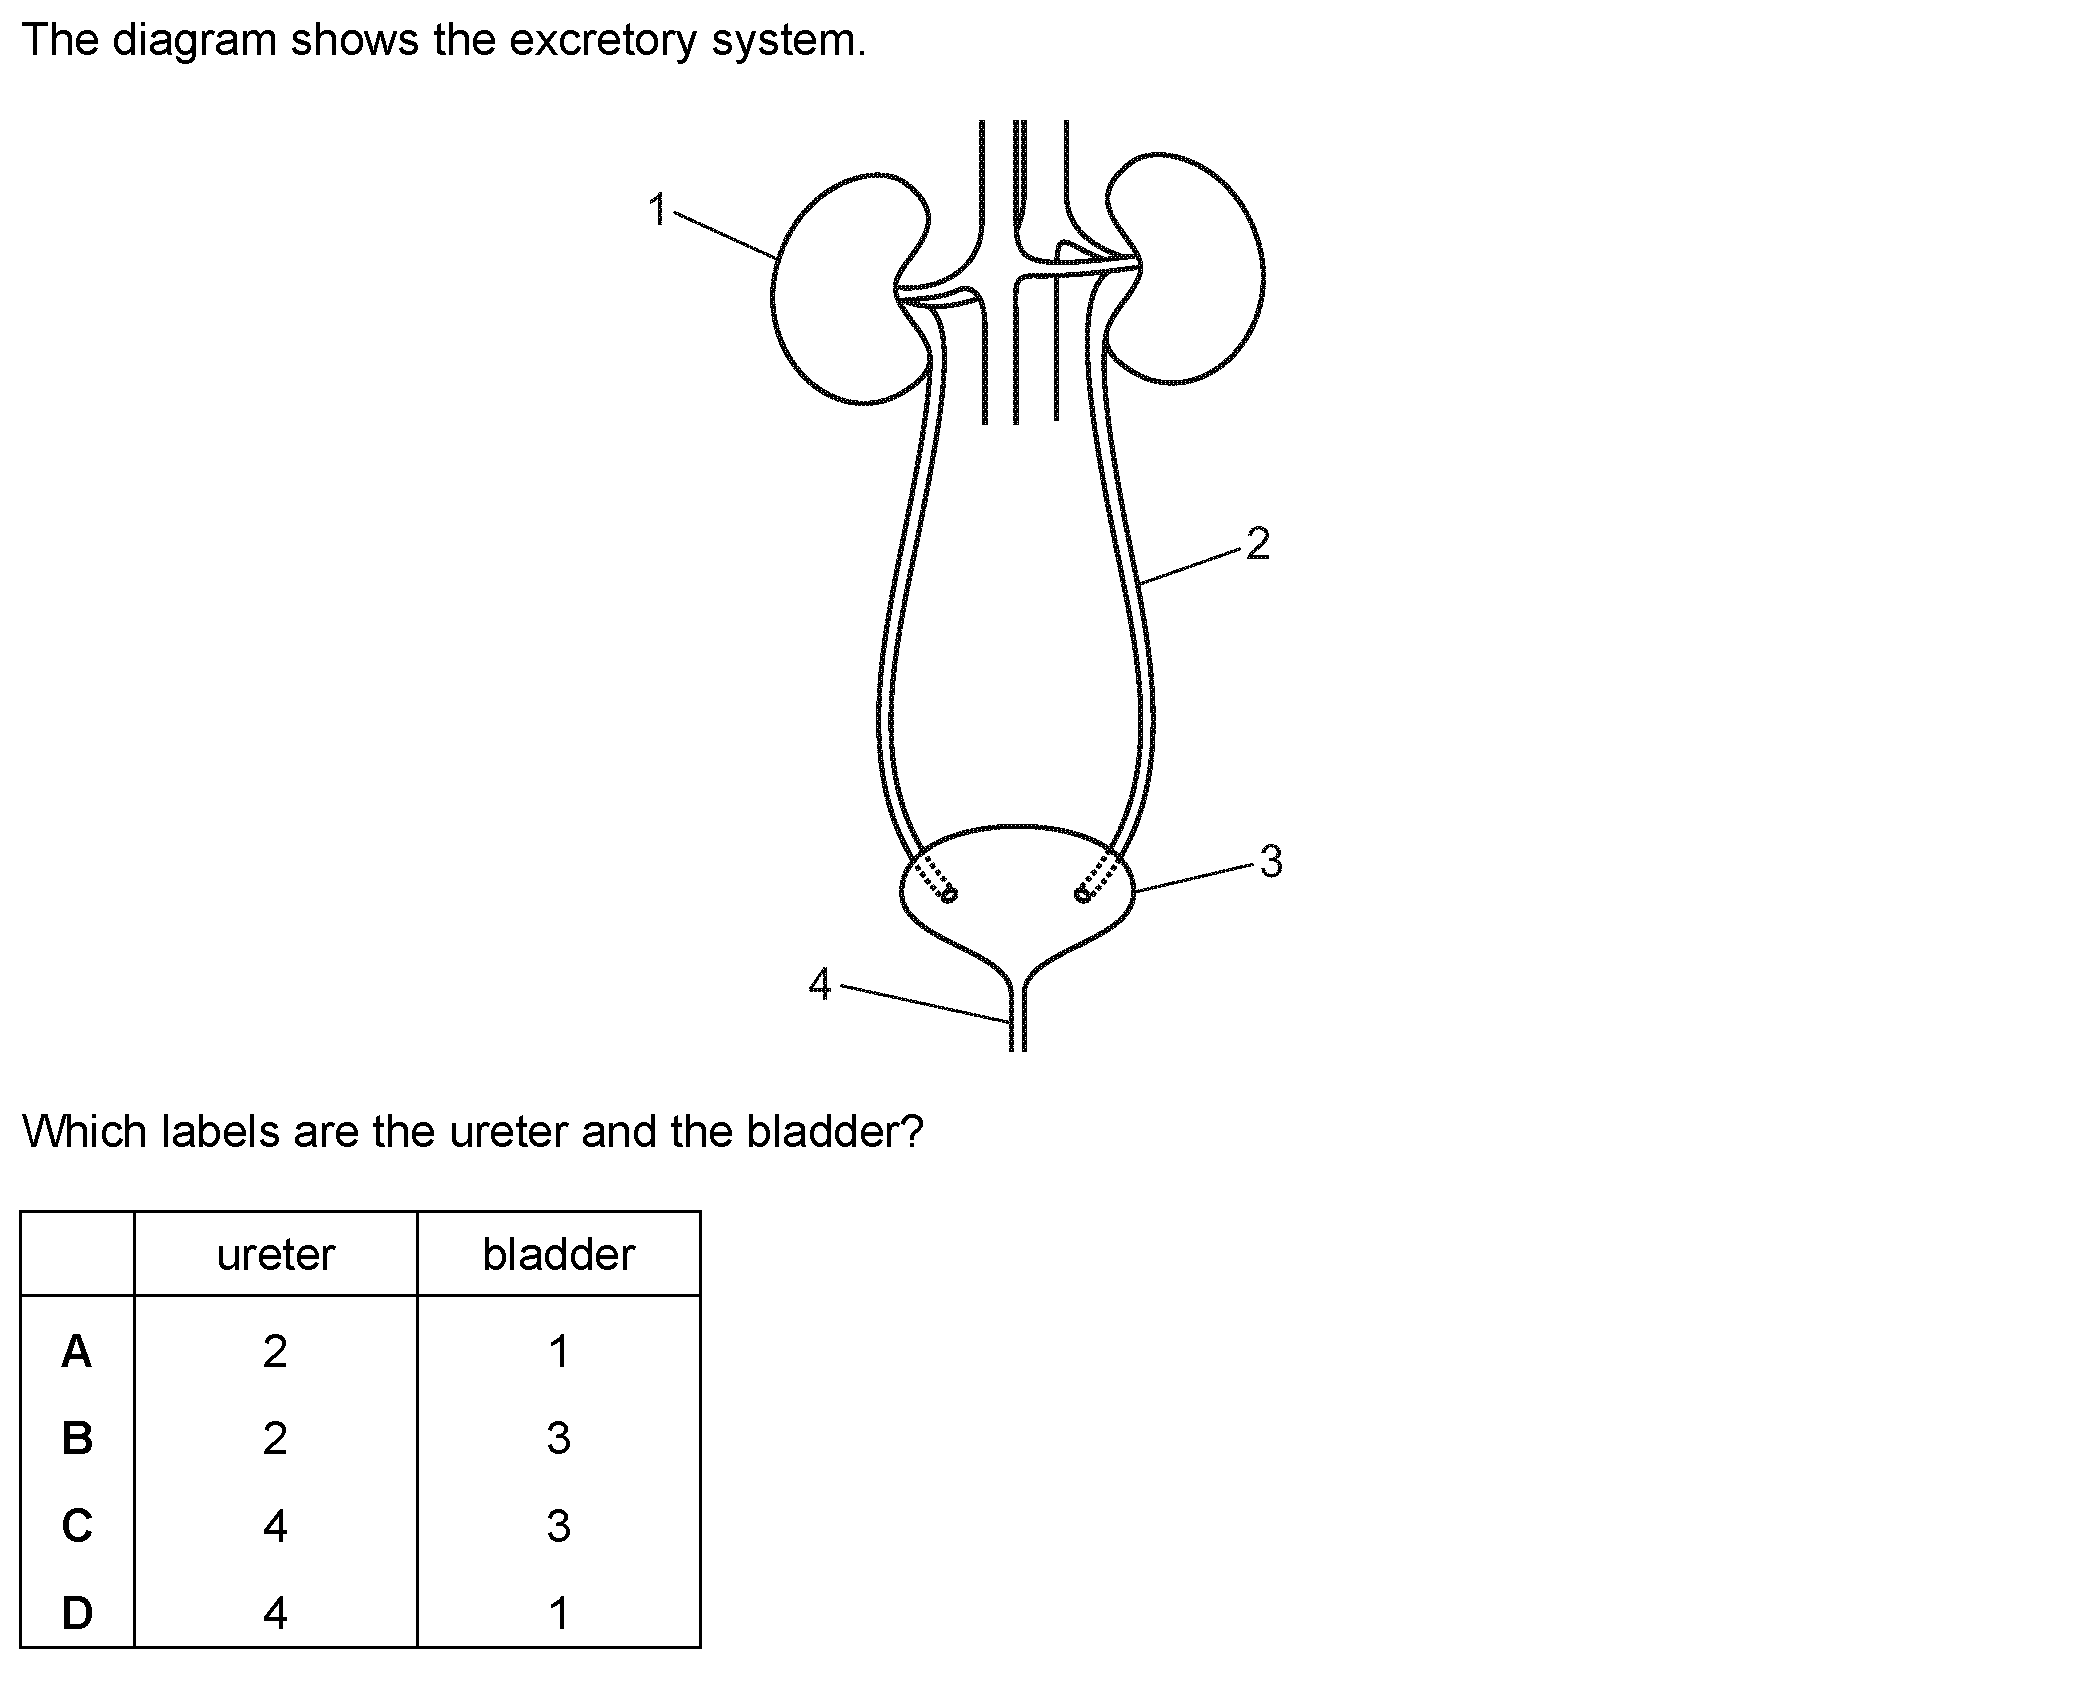 The diagram shows the excretory system.
1
2
3
4
Which labels are the ureter and the bladder?
ureter bladder
A 2 1
B 2 3
C 4 3
D 4 1